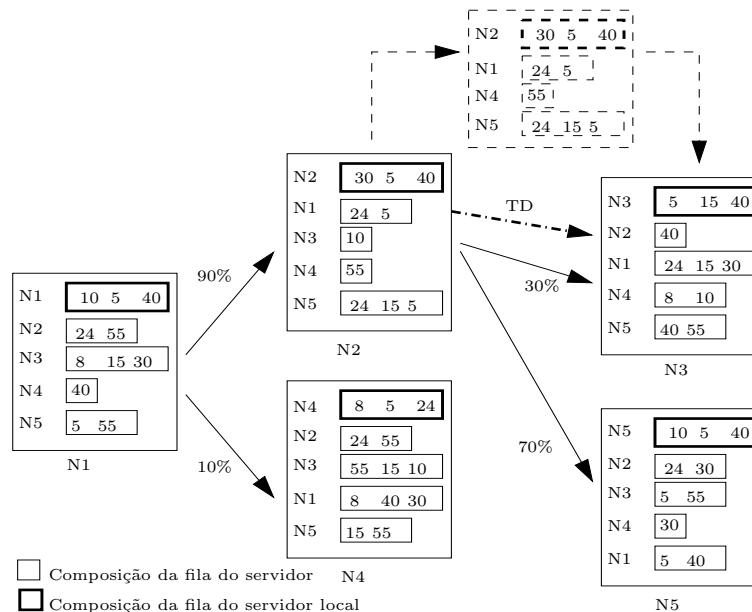 N2 30 5 40
N1 24 5
N4 55
N5 24 15 5
N2 30 5 40
N1 24 5
N3 10
N4 55
N5 24 15 5
N2
TD
N3 5 15 40
N2 40
N1 24 15 30
N4 8 10
N5 40 55
N3
90%
30%
N1 10 5 40
N2 24 55
N3 8 15 30
N4 40
N5 5 55
N1
10%
70%
N4 8 5 24
N2 24 55
N3 55 15 10
N1 8 40 30
N5 15 55
N4
N5 10 5 40
N2 24 30
N3 5 55
N4 30
N1 5 40
N5
Composição da fila do servidor
Composição da fila do servidor local